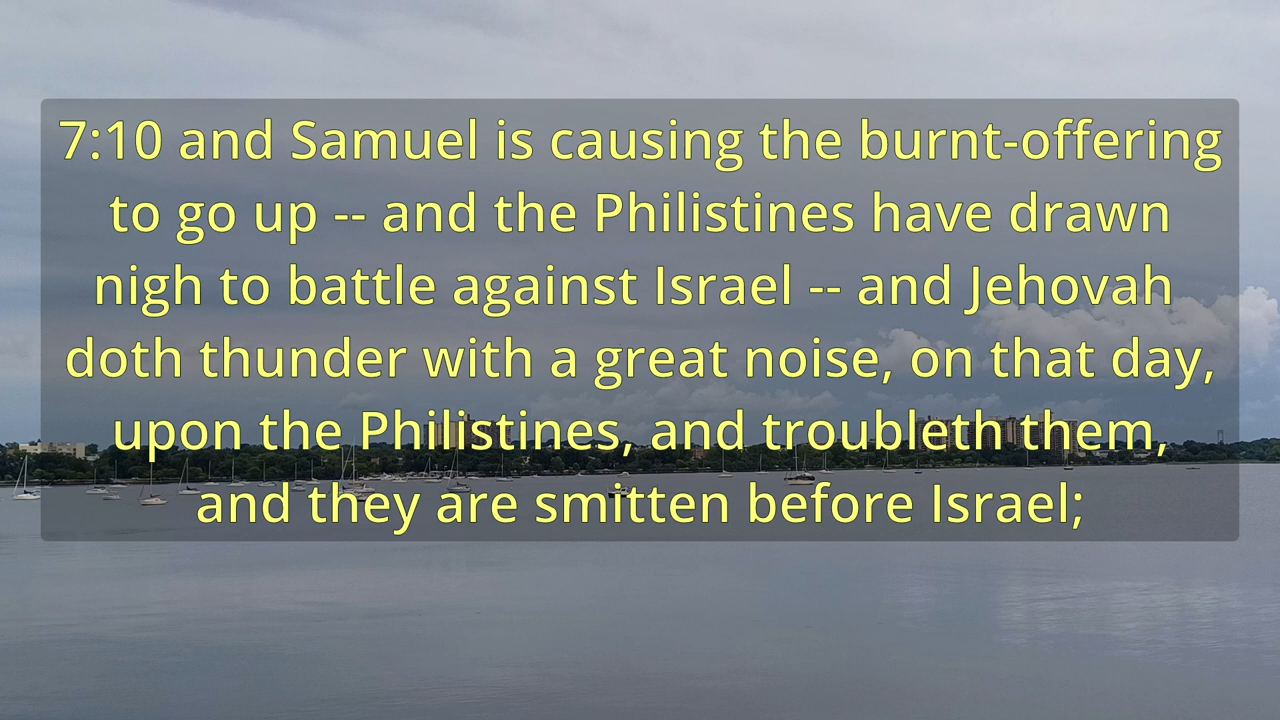 7:10 and Samuel is causing the burnt-offering
to go up -- and the Philistines have drawn
nigh to battle against Israel -- and Jehovah
doth thunder with a great noise, on that day,
upon the Philistines, and troubleth them,
and they are smitten before Israel;